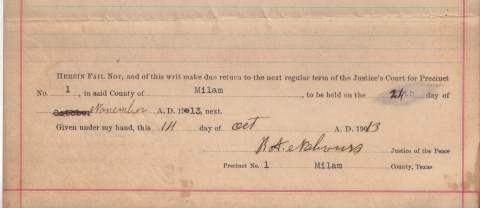 HEREIN FAIL NOT, and of this writ make due return to the next regular term of the Justice's Court for Precinct
No. 1, in said County of Milam, to be held on the day of
October November A. D. 1913, next.
Given under my hand, this 14 day of Oct A. D. 1913
Justice of the Peace
Precinct No. 1 Milam County, Texas